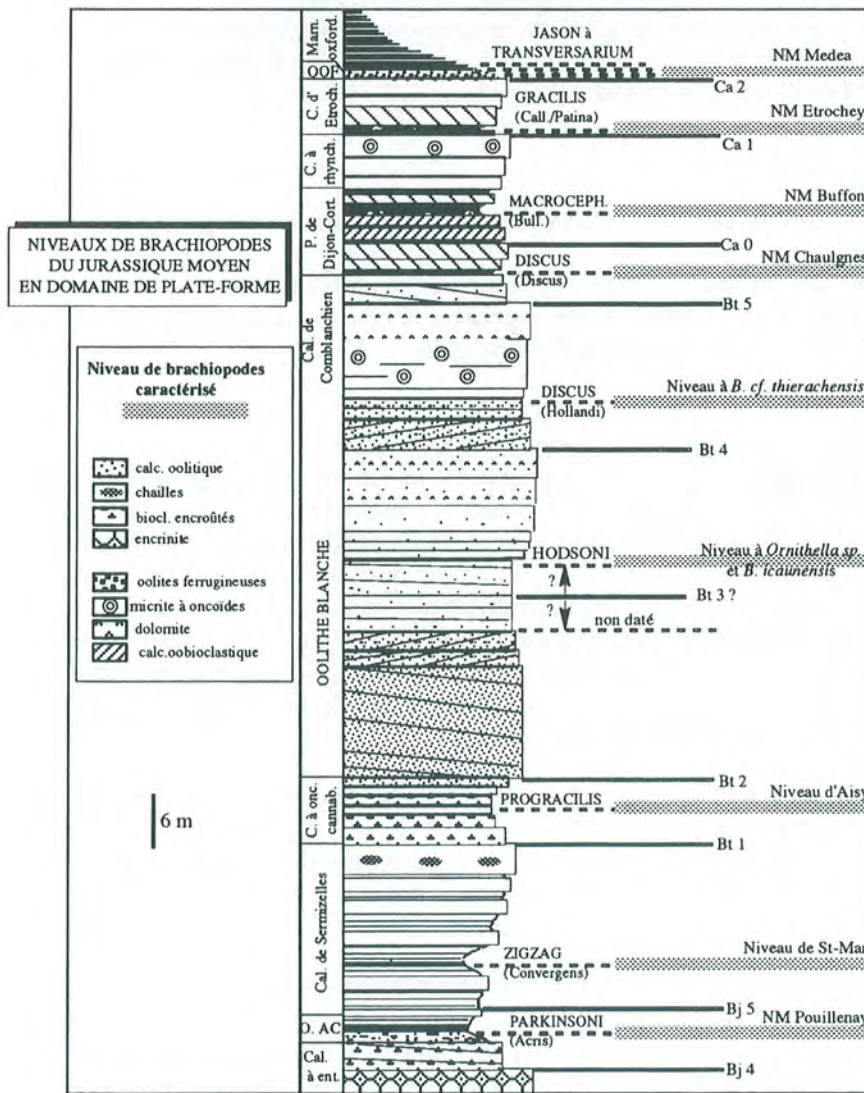 NIVEAUX DE BRACHIOPODES
DU JURASSIQUE MOYEN
EN DOMAINE DE PLATE-FORME
Niveau de brachiopodes
caractérisé
calc. oolitique
chailles
biocl. encroûtés
encrinite
oolites ferrugineuses
micrite à oncoïdes
dolomite
calc.oobioclastique
6 m
Marn.
oxford.
OOF
C. d'
Etroch.
C. à
rhynch.
P. de
Dijon-Cort.
Cal. de
Comblanchien
OOLITHE BLANCHE
C. à onc.
cannab.
Cal. de Sermizelles
O. AC
Cal.
à ent.
JASON à
TRANSVERSARIUM
NM Medea
Ca 2
GRACILIS
(Call./Patina)
NM Etrochey
Ca 1
MACROCEPH.
(Bull.)
NM Buffon
Ca 0
DISCUS
(Discus)
NM Chaulgnes
Bt 5
DISCUS
(Hollandi)
Niveau à B. cf. thierachensis
Bt 4
HODSONI
Niveau à Ornithella sp.
et B. icaunensis
?
Bt 3 ?
?
non daté
Bt 2
PROGRACILIS
Niveau d'Aisy
Bt 1
ZIGZAG
(Convergens)
Niveau de St-Mar
Bj 5
PARKINSONI
(Acris)
NM Pouillenay
Bj 4